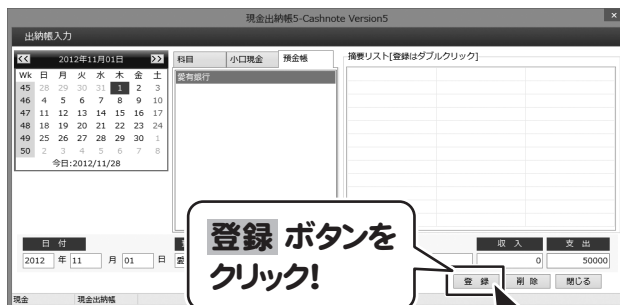 現金出納帳5-Cashnote Version5 ×
出納帳入力
<< 2012年11月01日 >>
Wk 日 月 火 水 木 金 土
45 28 29 30 31 1 2 3
46 4 5 6 7 8 9 10
47 11 12 13 14 15 16 17
48 18 19 20 21 22 23 24
49 25 26 27 28 29 30 1
50 2 3 4 5 6 7 8
今日:2012/11/28
科目 小口現金 預金帳
愛有銀行
摘要リスト[登録はダブルクリック]
登録 ボタンを
クリック!
日 付 収 入 支 出
2012 年 11 月 01 日 0 50000
登 録 削 除 閉じる
現金 現金出納帳